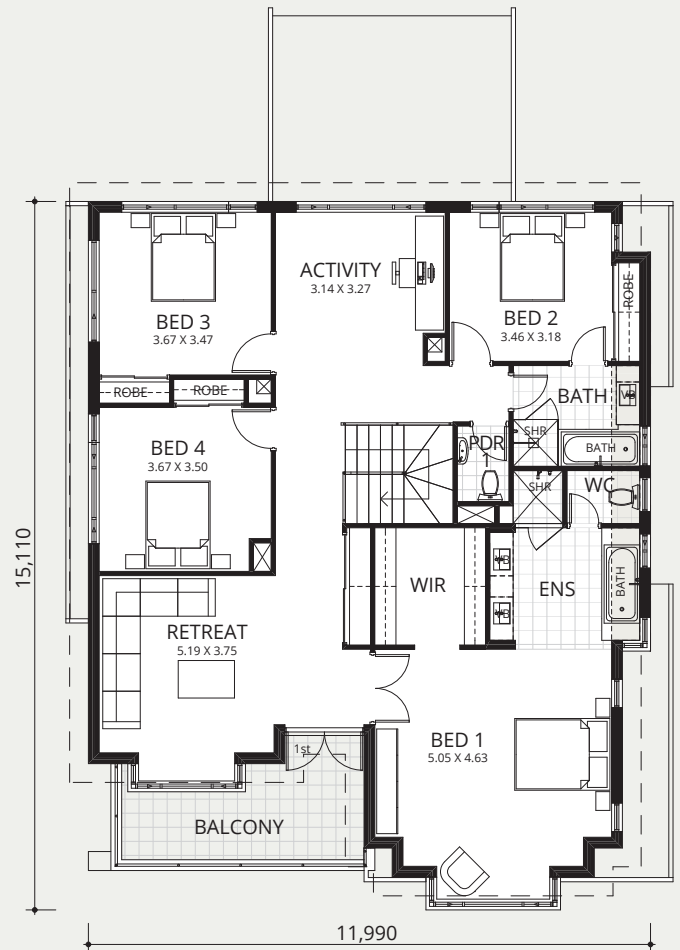 ACTIVITY
3.14 X 3.27
BED 3
3.67 X 3.47
BED 2
3.46 X 3.18
ROBE
ROBE
ROBE
BATH
VB
SHR
BATH
PDR
BED 4
3.67 X 3.50
SHR
WC
15,110
WIR
VB
VB
ENS
BATH
RETREAT
5.19 X 3.75
1st
BED 1
5.05 X 4.63
BALCONY
11,990